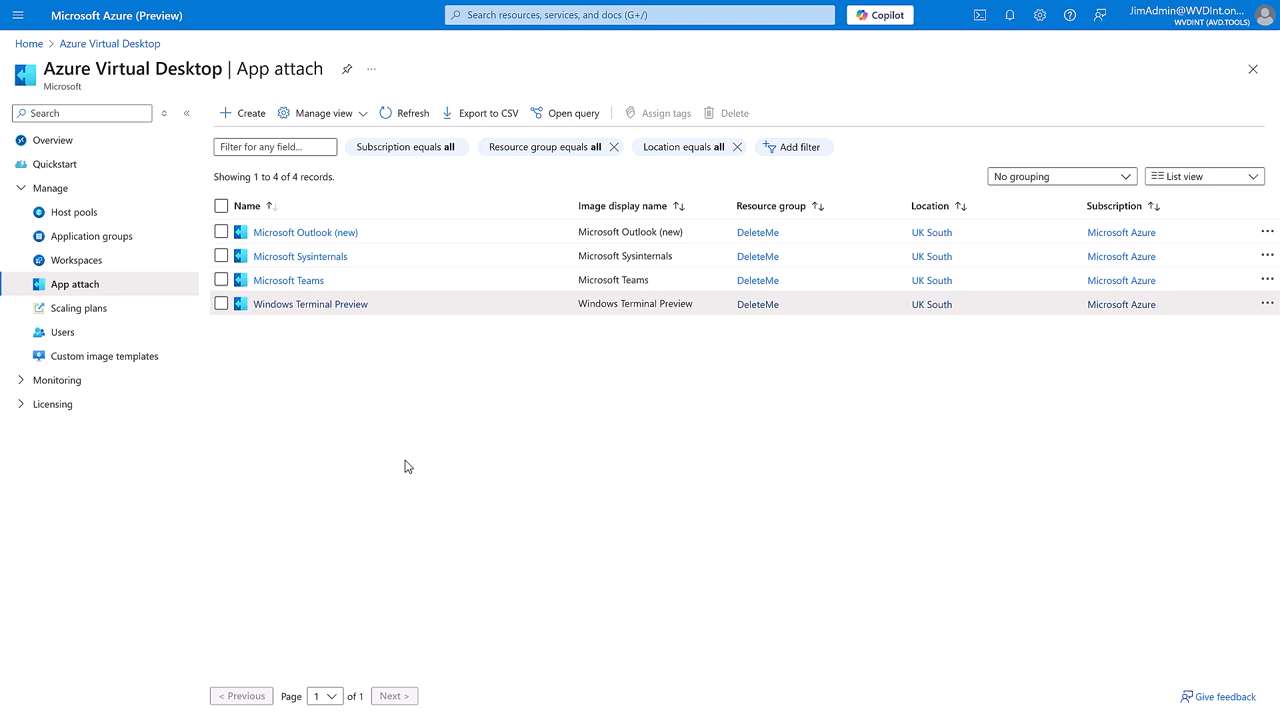 Microsoft Azure (Preview)
Search resources, services, and docs (G+/)
Copilot
JimAdmin@WVDInt.on...
WVDINT (AVD.TOOLS)
Home > Azure Virtual Desktop
Azure Virtual Desktop | App attach
Microsoft
Search
Create
Manage view
Refresh
Export to CSV
Open query
Assign tags
Delete
Overview
Quickstart
Manage
Host pools
Application groups
Workspaces
App attach
Scaling plans
Users
Custom image templates
Monitoring
Licensing
Filter for any field...
Subscription equals all
Resource group equals all
Location equals all
Add filter
Showing 1 to 4 of 4 records.
No grouping
List view
Name Image display name Resource group Location Subscription
Microsoft Outlook (new) Microsoft Outlook (new) DeleteMe UK South Microsoft Azure
Microsoft Sysinternals Microsoft Sysinternals DeleteMe UK South Microsoft Azure
Microsoft Teams Microsoft Teams DeleteMe UK South Microsoft Azure
Windows Terminal Preview Windows Terminal Preview DeleteMe UK South Microsoft Azure
< Previous Page 1 of 1 Next >
Give feedback